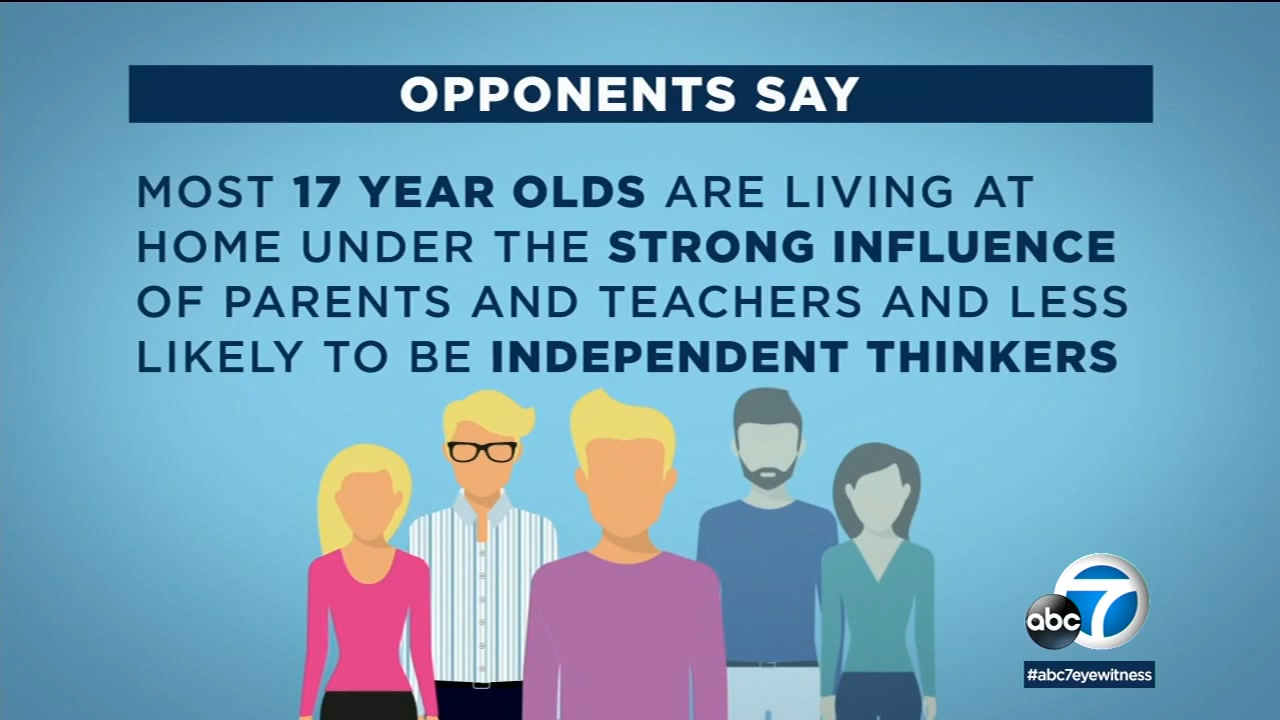 OPPONENTS SAY
MOST 17 YEAR OLDS ARE LIVING AT
HOME UNDER THE STRONG INFLUENCE
OF PARENTS AND TEACHERS AND LESS
LIKELY TO BE INDEPENDENT THINKERS
abc 7
#abc7eyewitness